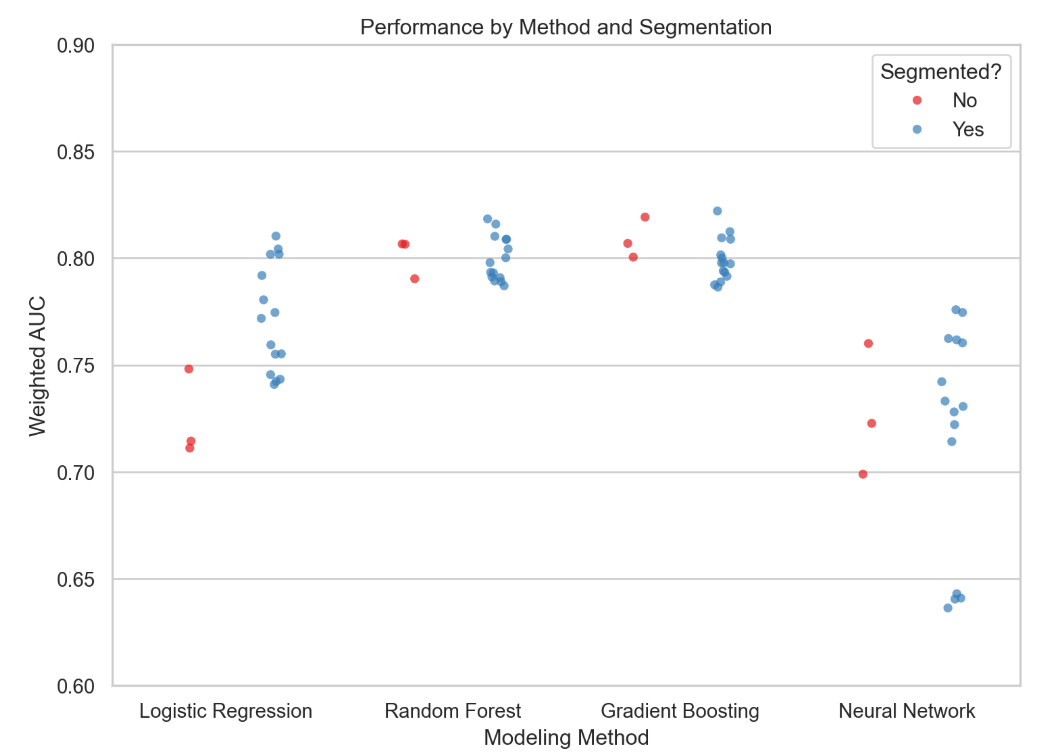 Performance by Method and Segmentation
0.90
0.85
0.80
0.75
0.70
0.65
0.60
Weighted AUC
Segmented?
No
Yes
Logistic Regression
Random Forest
Gradient Boosting
Neural Network
Modeling Method